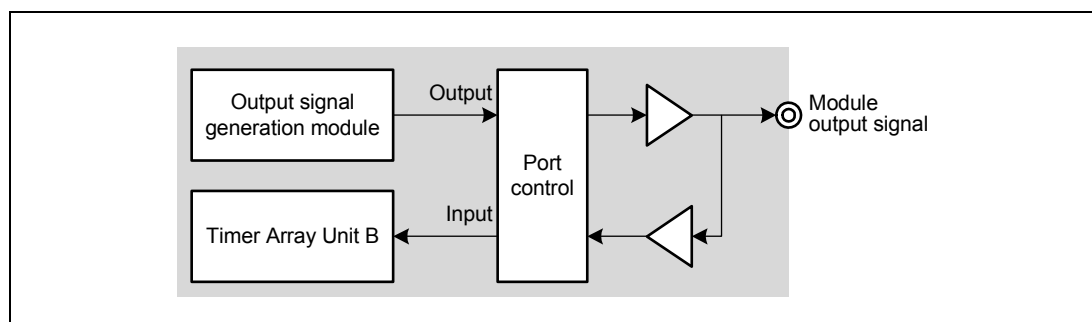 Output signal
generation module
Output
Port
control
Input
Timer Array Unit B
Module
output signal